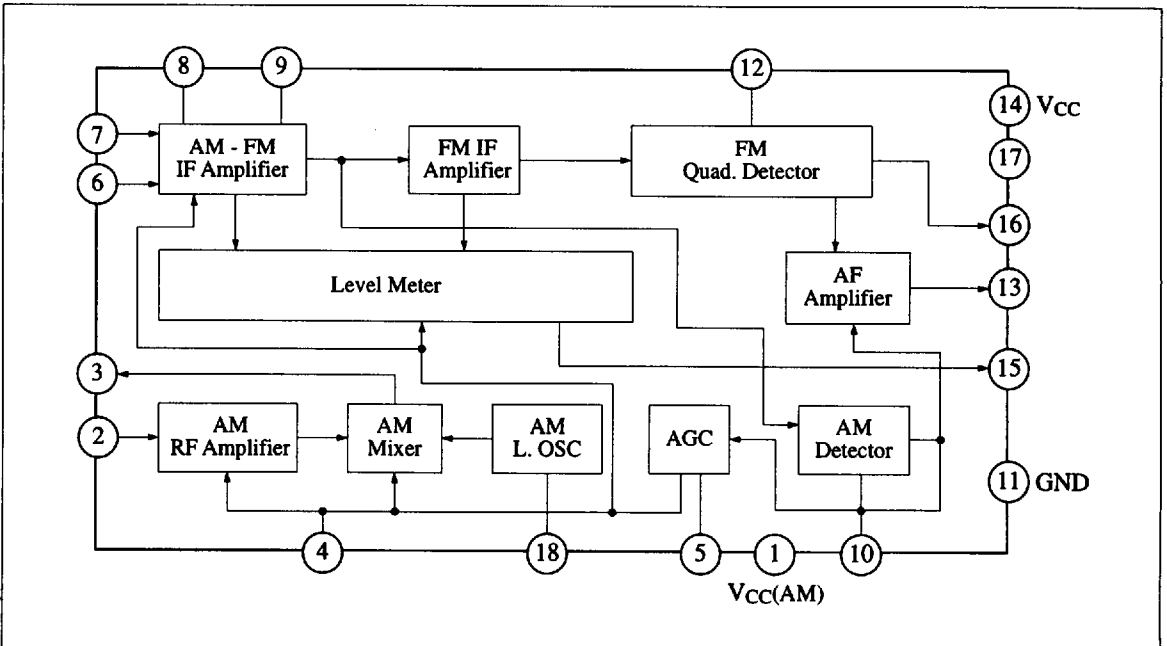 8
9
12
14 VCC
7
AM - FM
IF Amplifier
FM IF
Amplifier
FM
Quad. Detector
17
6
16
Level Meter
AF
Amplifier
13
3
15
2
AM
RF Amplifier
AM
Mixer
AM
L. OSC
AGC
AM
Detector
11 GND
4
18
5
1
10
VCC(AM)